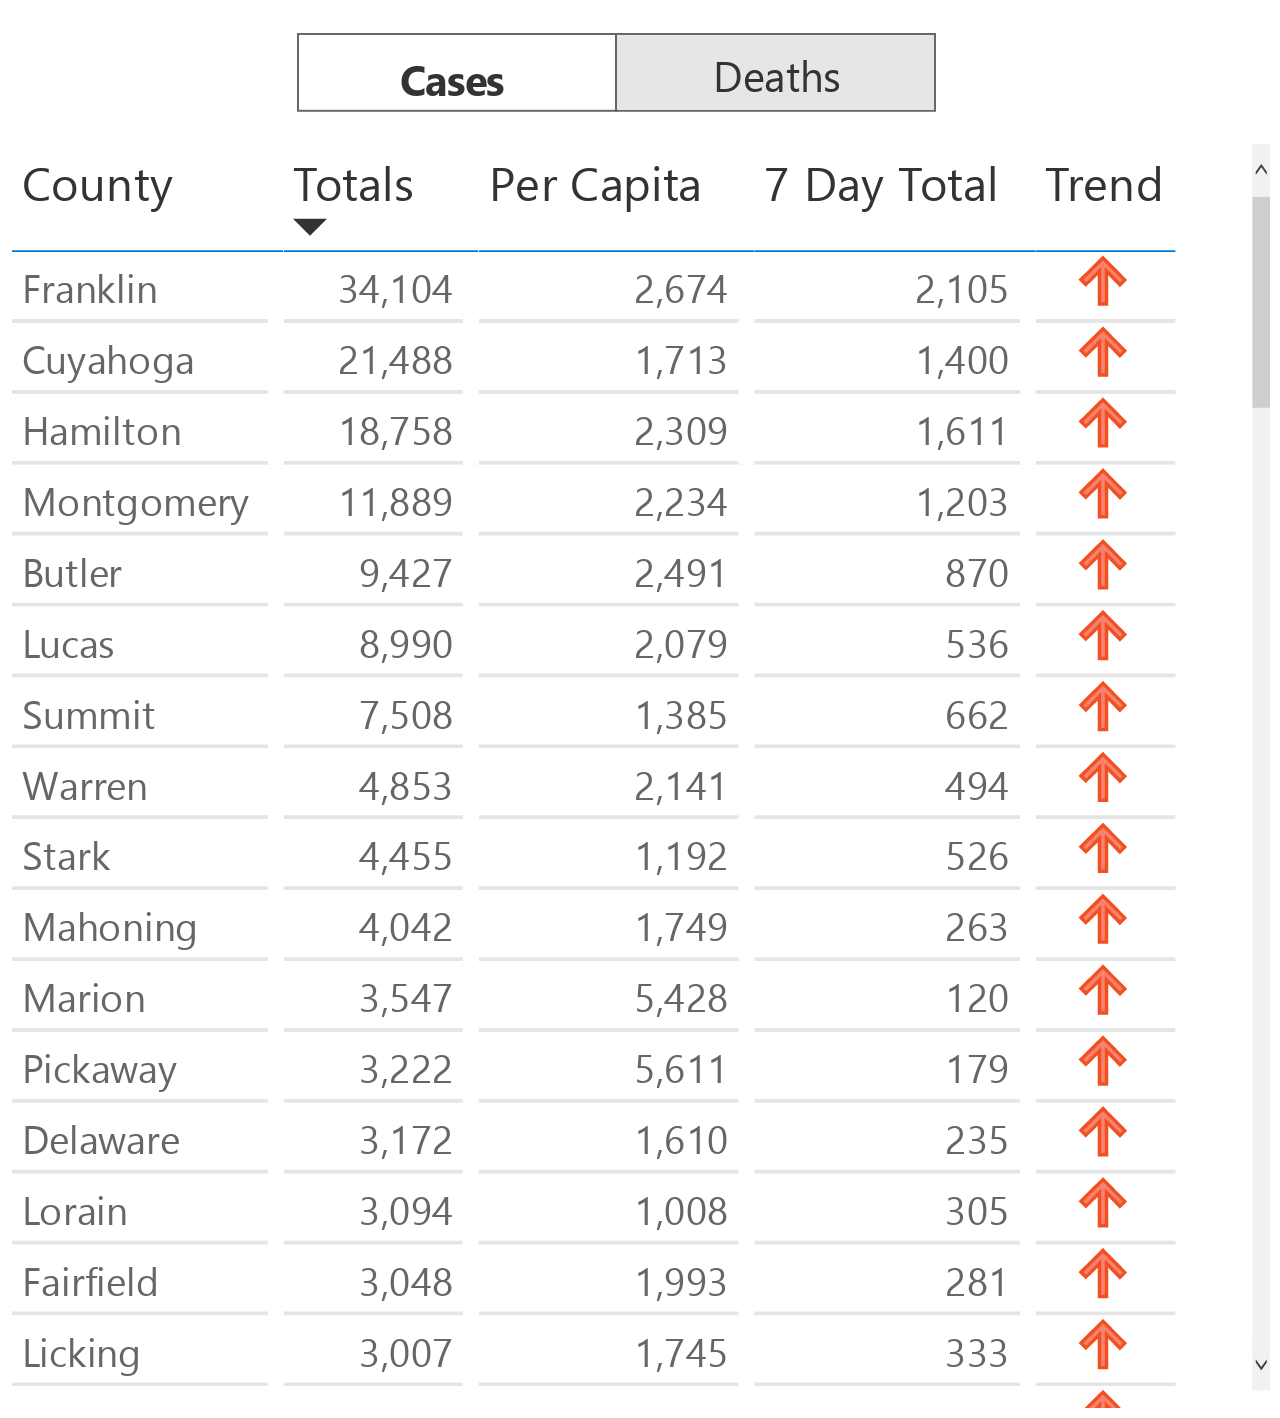 Cases Deaths
County Totals Per Capita 7 Day Total Trend
Franklin 34,104 2,674 2,105
Cuyahoga 21,488 1,713 1,400
Hamilton 18,758 2,309 1,611
Montgomery 11,889 2,234 1,203
Butler 9,427 2,491 870
Lucas 8,990 2,079 536
Summit 7,508 1,385 662
Warren 4,853 2,141 494
Stark 4,455 1,192 526
Mahoning 4,042 1,749 263
Marion 3,547 5,428 120
Pickaway 3,222 5,611 179
Delaware 3,172 1,610 235
Lorain 3,094 1,008 305
Fairfield 3,048 1,993 281
Licking 3,007 1,745 333